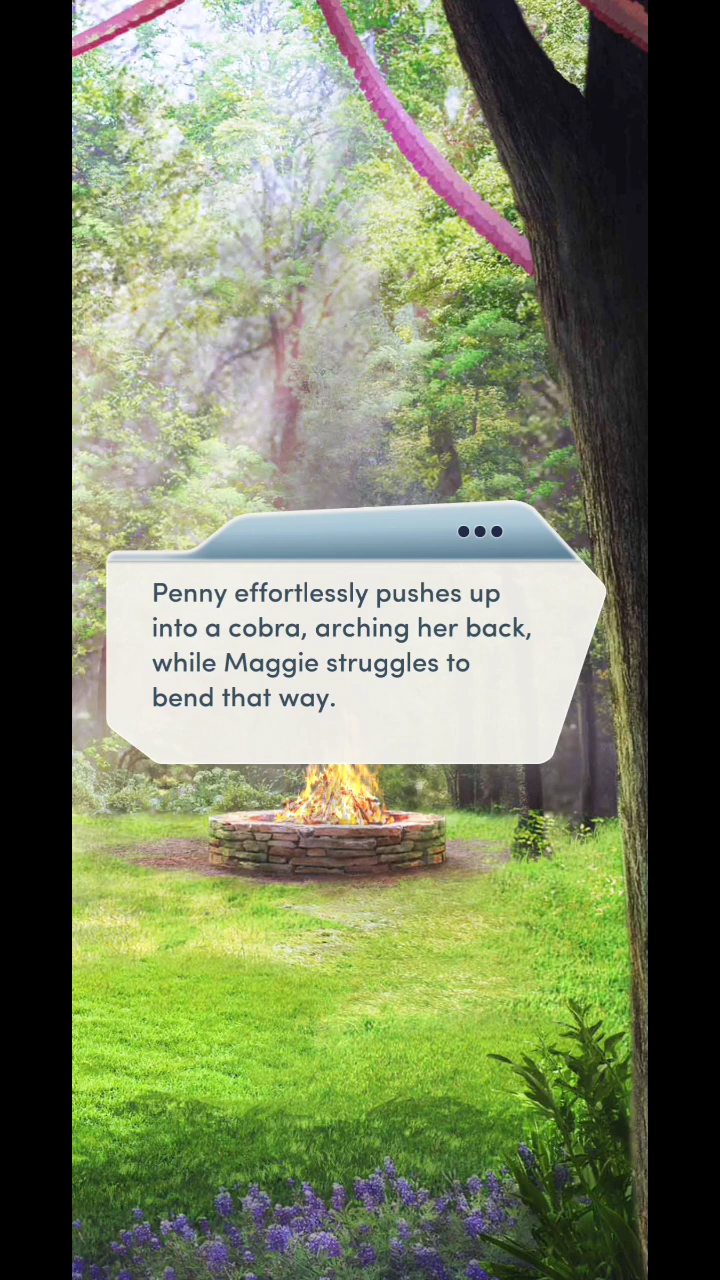 Penny effortlessly pushes up
into a cobra, arching her back,
while Maggie struggles to
bend that way.